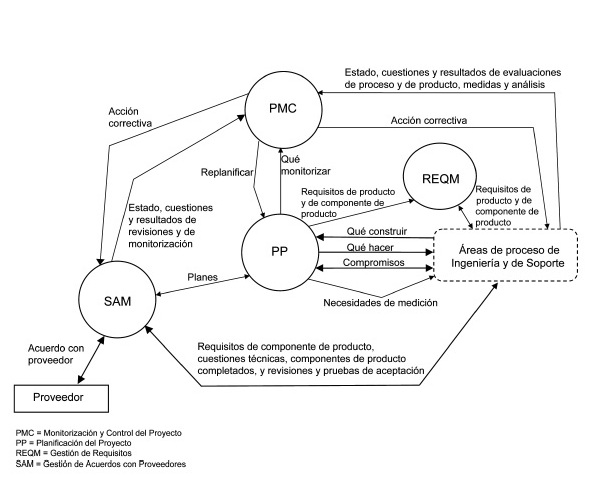 Estado, cuestiones y resultados de evaluaciones
de proceso y de producto, medidas y análisis
PMC
Acción
correctiva
Acción correctiva
Replanificar
Qué
monitorizar
REQM
Requisitos de producto
y de componente de
producto
Requisitos de
producto y de
componente de
producto
Estado, cuestiones
y resultados de
revisiones y de
monitorización
Qué construir
PP
Qué hacer
Áreas de proceso de
Ingeniería y de Soporte
Compromisos
Planes
SAM
Necesidades de medición
Acuerdo con
proveedor
Requisitos de componente de producto,
cuestiones técnicas, componentes de producto
completados, y revisiones y pruebas de aceptación
Proveedor
PMC = Monitorización y Control del Proyecto
PP = Planificación del Proyecto
REQM = Gestión de Requisitos
SAM = Gestión de Acuerdos con Proveedores